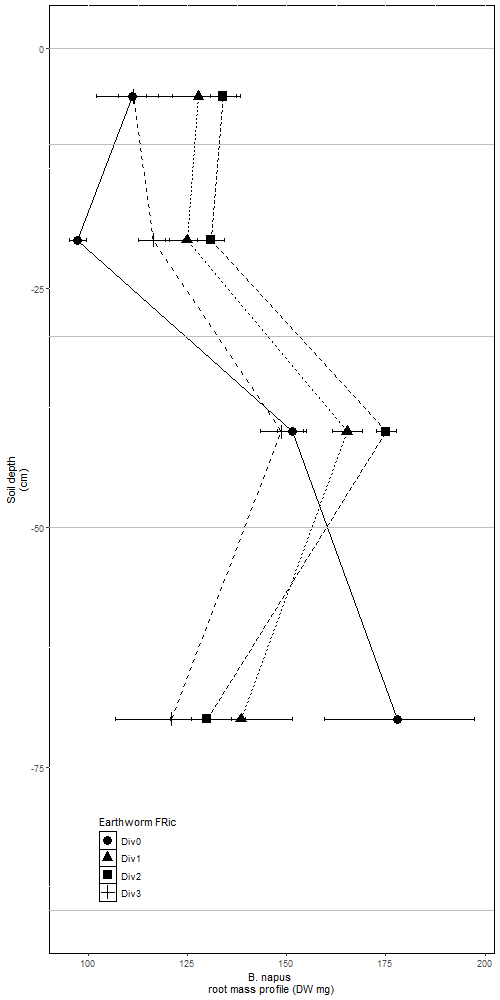 0
-25
-50
-75
Soil depth
(cm)
Earthworm FRic
Div0
Div1
Div2
Div3
100 125 150 175 200
B. napus
root mass profile (DW mg)